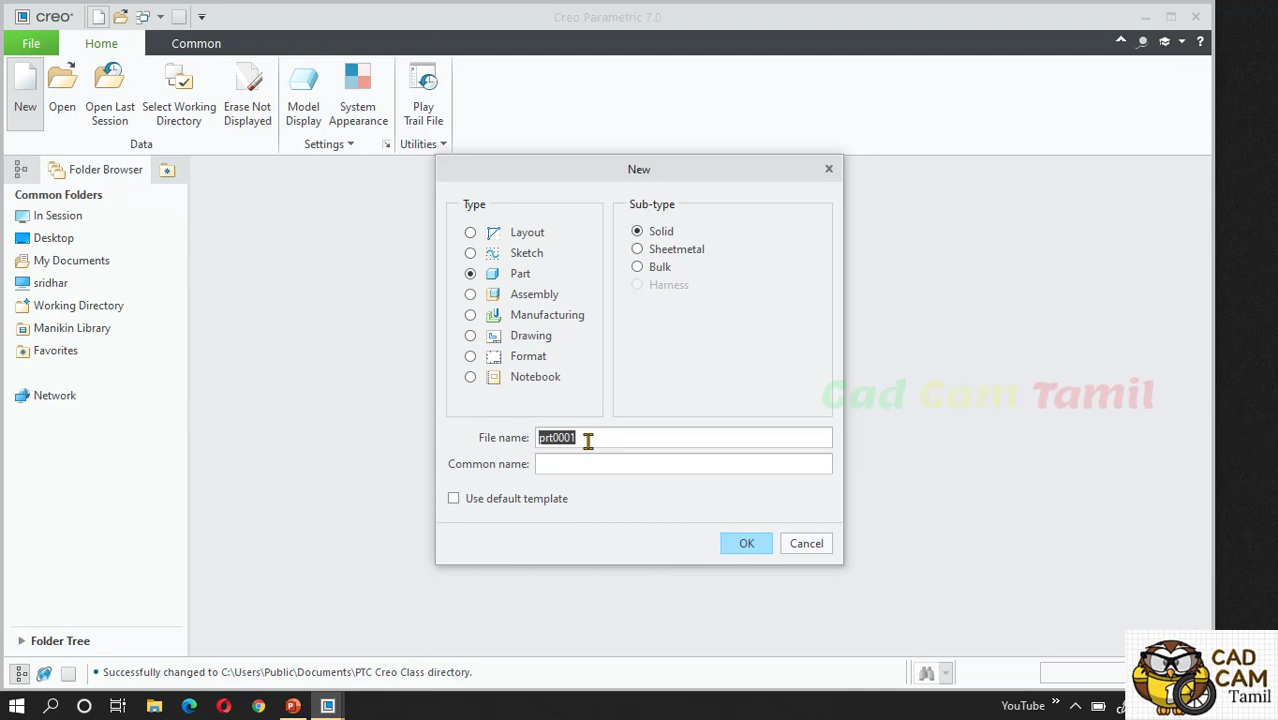 creo
Creo Parametric 7.0
File
Home
Common
New
Open
Open Last
Session
Select Working
Directory
Erase Not
Displayed
Model
Display
System
Appearance
Play
Trail File
Data
Settings
Utilities
Folder Browser
Common Folders
In Session
Desktop
My Documents
sridhar
Working Directory
Manikin Library
Favorites
Network
Folder Tree
New
Type
Layout
Sketch
Part
Assembly
Manufacturing
Drawing
Format
Notebook
Sub-type
Solid
Sheetmetal
Bulk
Harness
File name: prt0001
Common name:
Use default template
OK
Cancel
Cad Cam Tamil
• Successfully changed to C:\Users\Public\Documents\PTC Creo Class directory.
YouTube
CAD
CAM
Tamil